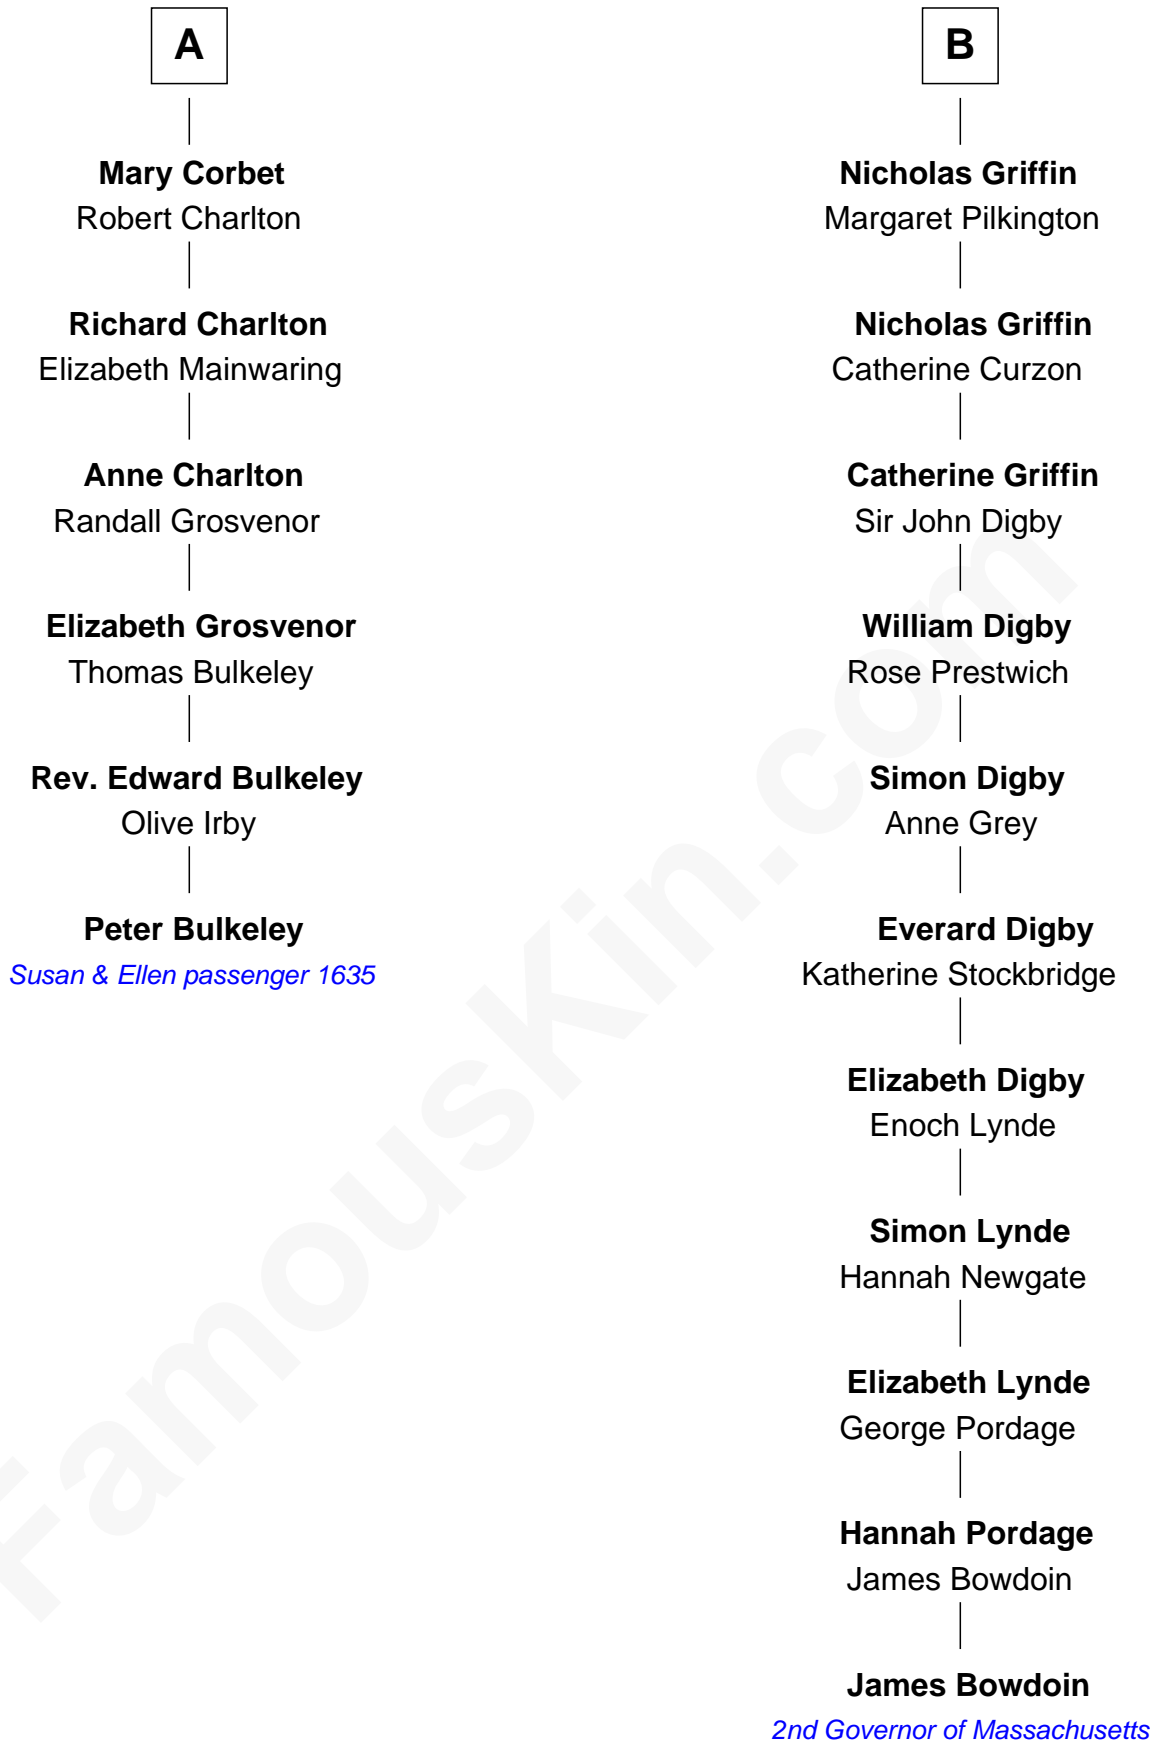 A
Mary Corbet
Robert Charlton
Richard Charlton
Elizabeth Mainwaring
Anne Charlton
Randall Grosvenor
Elizabeth Grosvenor
Thomas Bulkeley
Rev. Edward Bulkeley
Olive Irby
Peter Bulkeley
Susan & Ellen passenger 1635
B
Nicholas Griffin
Margaret Pilkington
Nicholas Griffin
Catherine Curzon
Catherine Griffin
Sir John Digby
William Digby
Rose Prestwich
Simon Digby
Anne Grey
Everard Digby
Katherine Stockbridge
Elizabeth Digby
Enoch Lynde
Simon Lynde
Hannah Newgate
Elizabeth Lynde
George Pordage
Hannah Pordage
James Bowdoin
James Bowdoin
2nd Governor of Massachusetts
FamousKin.com